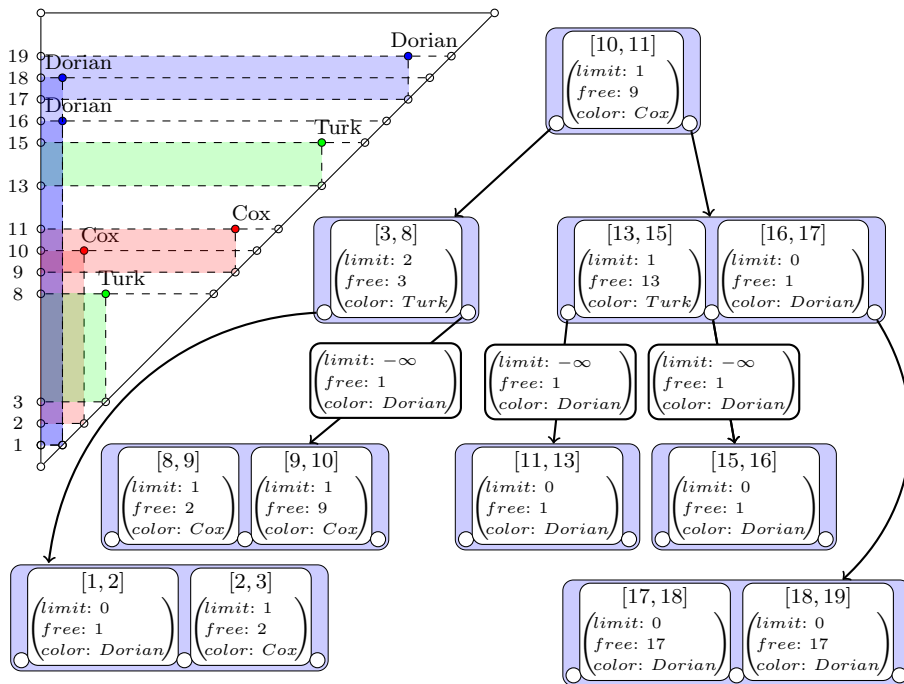 19
18
17
16
15
13
11
10
9
8
3
2
1
Dorian
Dorian
Dorian
Turk
Cox
Cox
Turk
[10, 11]
limit: 1
free: 9
color: Cox
[3, 8]
limit: 2
free: 3
color: Turk
[13, 15]
limit: 1
free: 13
color: Turk
[16, 17]
limit: 0
free: 1
color: Dorian
limit: −∞
free: 1
color: Dorian
limit: −∞
free: 1
color: Dorian
limit: −∞
free: 1
color: Dorian
[8, 9]
limit: 1
free: 2
color: Cox
[9, 10]
limit: 1
free: 9
color: Cox
[11, 13]
limit: 0
free: 1
color: Dorian
[15, 16]
limit: 0
free: 1
color: Dorian
[1, 2]
limit: 0
free: 1
color: Dorian
[2, 3]
limit: 1
free: 2
color: Cox
[17, 18]
limit: 0
free: 17
color: Dorian
[18, 19]
limit: 0
free: 17
color: Dorian